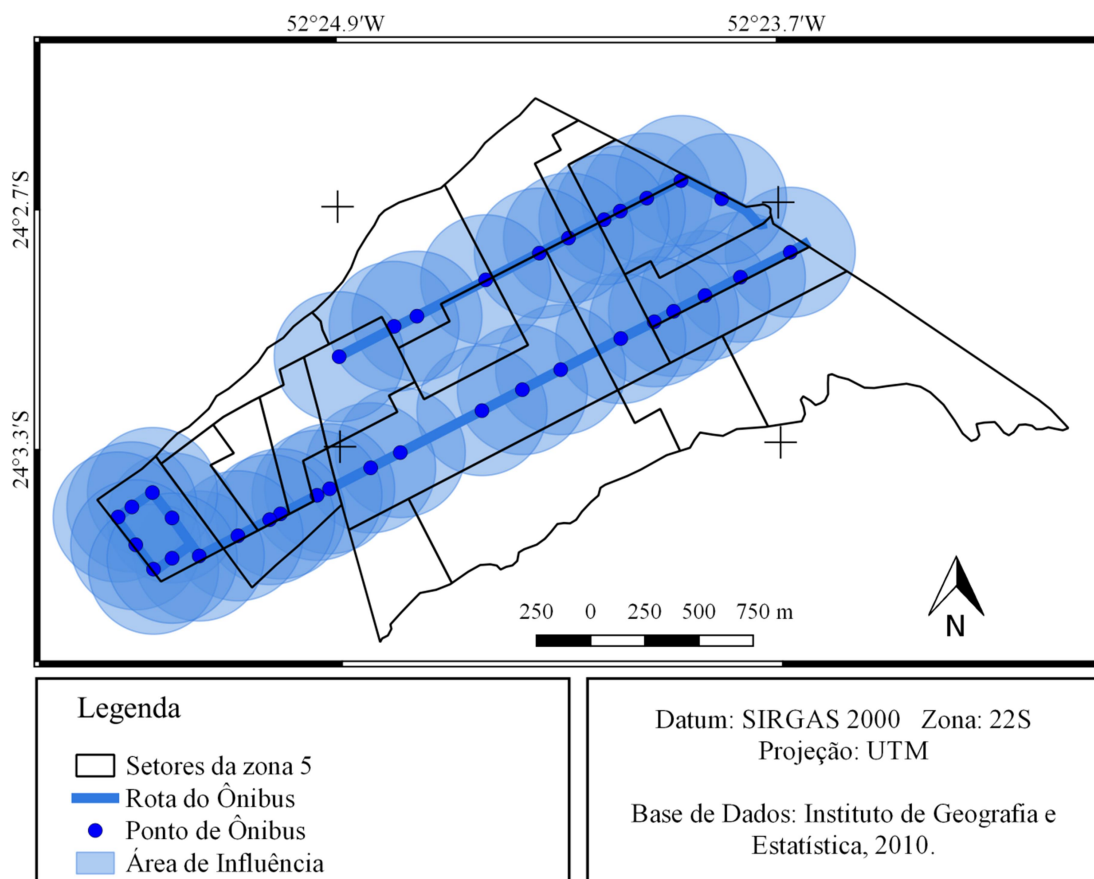 52°24.9'W
52°23.7'W
24°2.7'S
24°3.3'S
250 0 250 500 750 m
N
Legenda
Setores da zona 5
Rota do Ônibus
Ponto de Ônibus
Área de Influência
Datum: SIRGAS 2000 Zona: 22S
Projeção: UTM
Base de Dados: Instituto de Geografia e
Estatística, 2010.